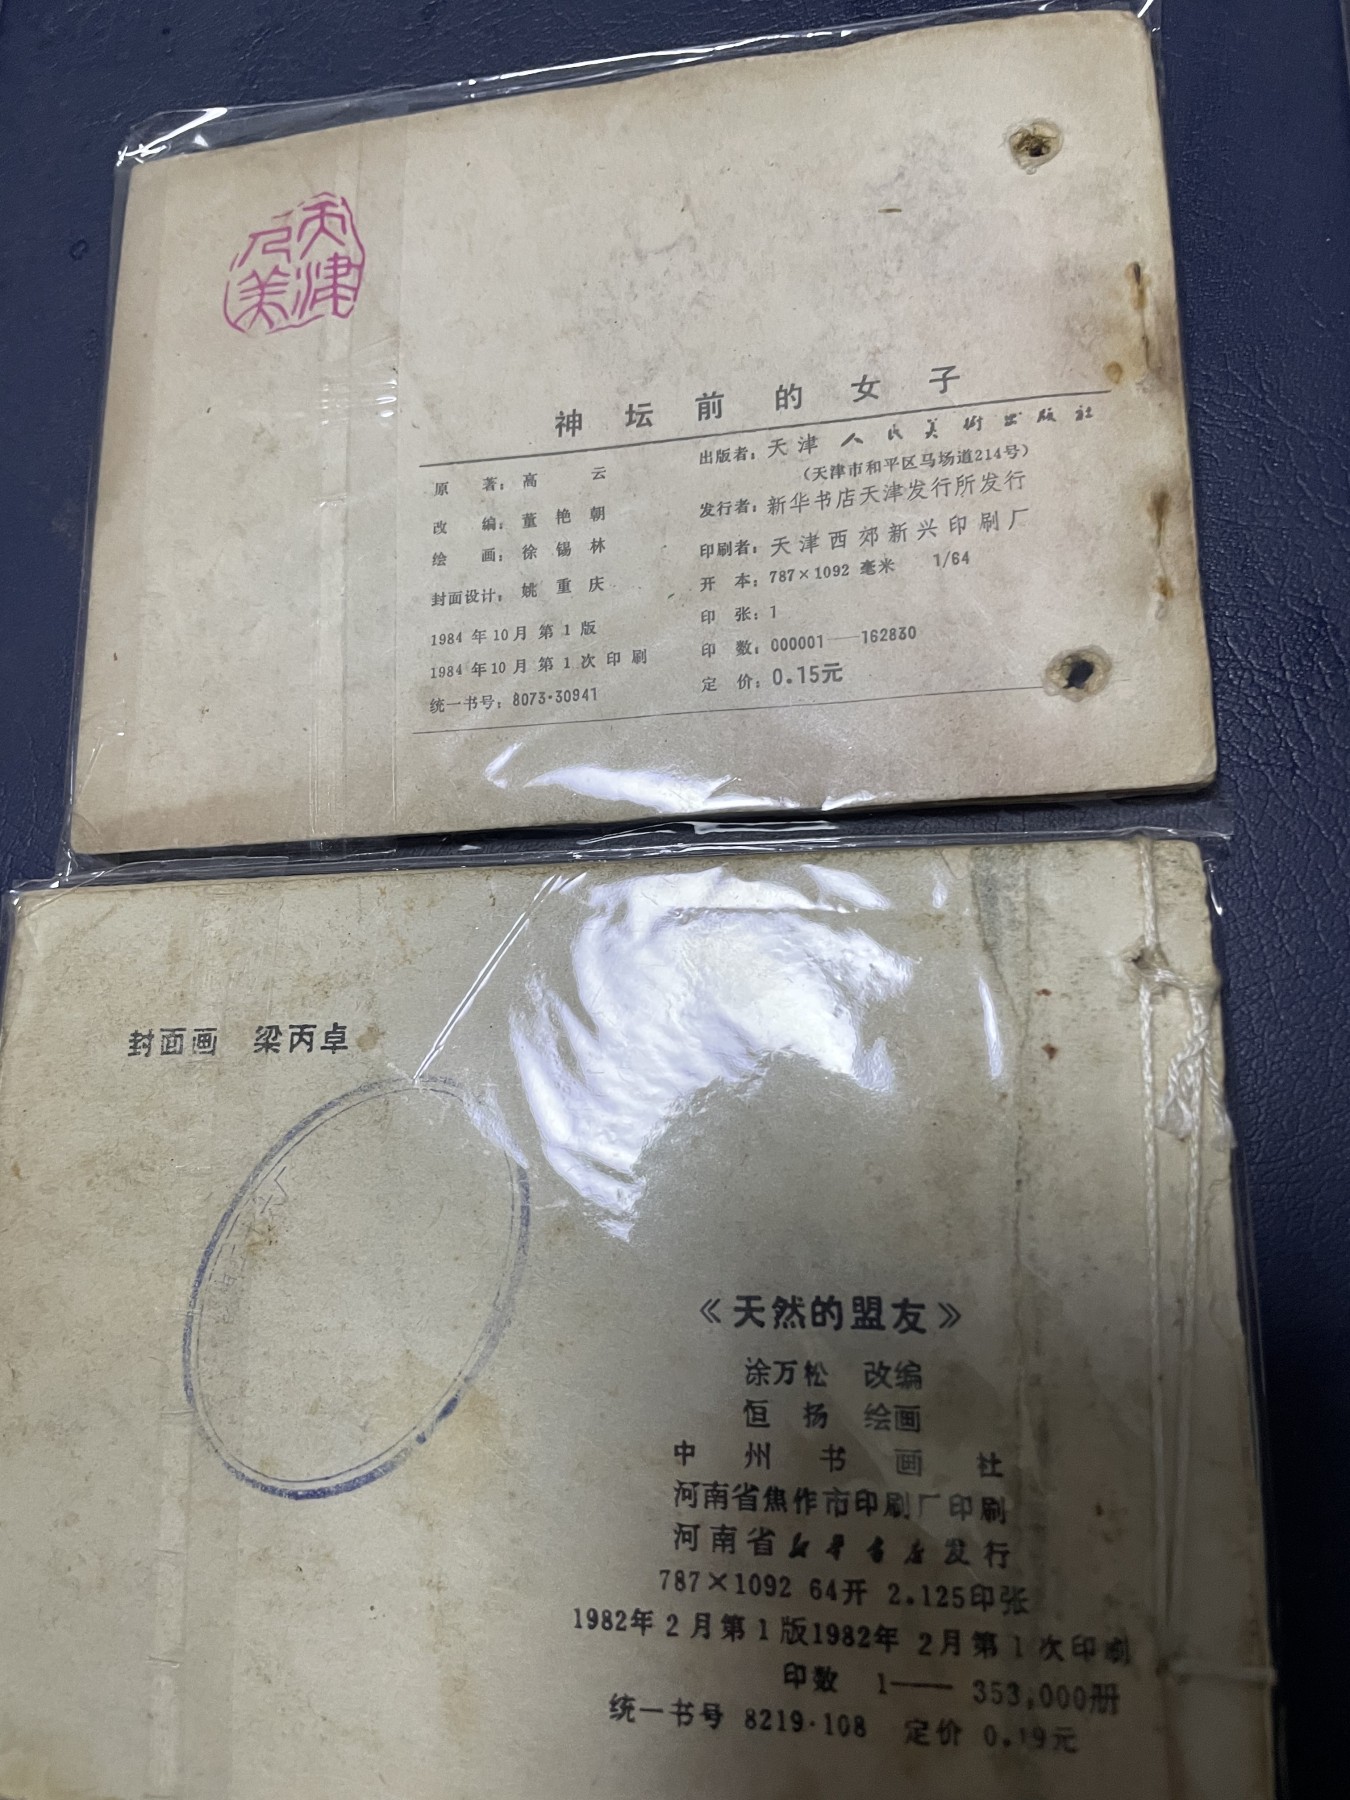 天津
人美
神坛前的女子
原著：高云
改编：董艳朝
绘画：徐锡林
封面设计：姚重庆
1984年10月第1版
1984年10月第1次印刷
统一书号：8073·30941
出版者：天津人民美术出版社
（天津市和平区马场道214号）
发行者：新华书店天津发行所发行
印刷者：天津西郊新兴印刷厂
开本：787×1092毫米 1/64
印张：1
印数：000001——162830
定价：0.15元
封面画 梁丙卓
《天然的盟友》
涂万松 改编
恒扬 绘画
中州书画社
河南省焦作市印刷厂印刷
河南省新华书店发行
787×1092 64开 2.125印张
1982年2月第1版1982年2月第1次印刷
印数 1—— 353,000册
统一书号 8219·108 定价 0.19元